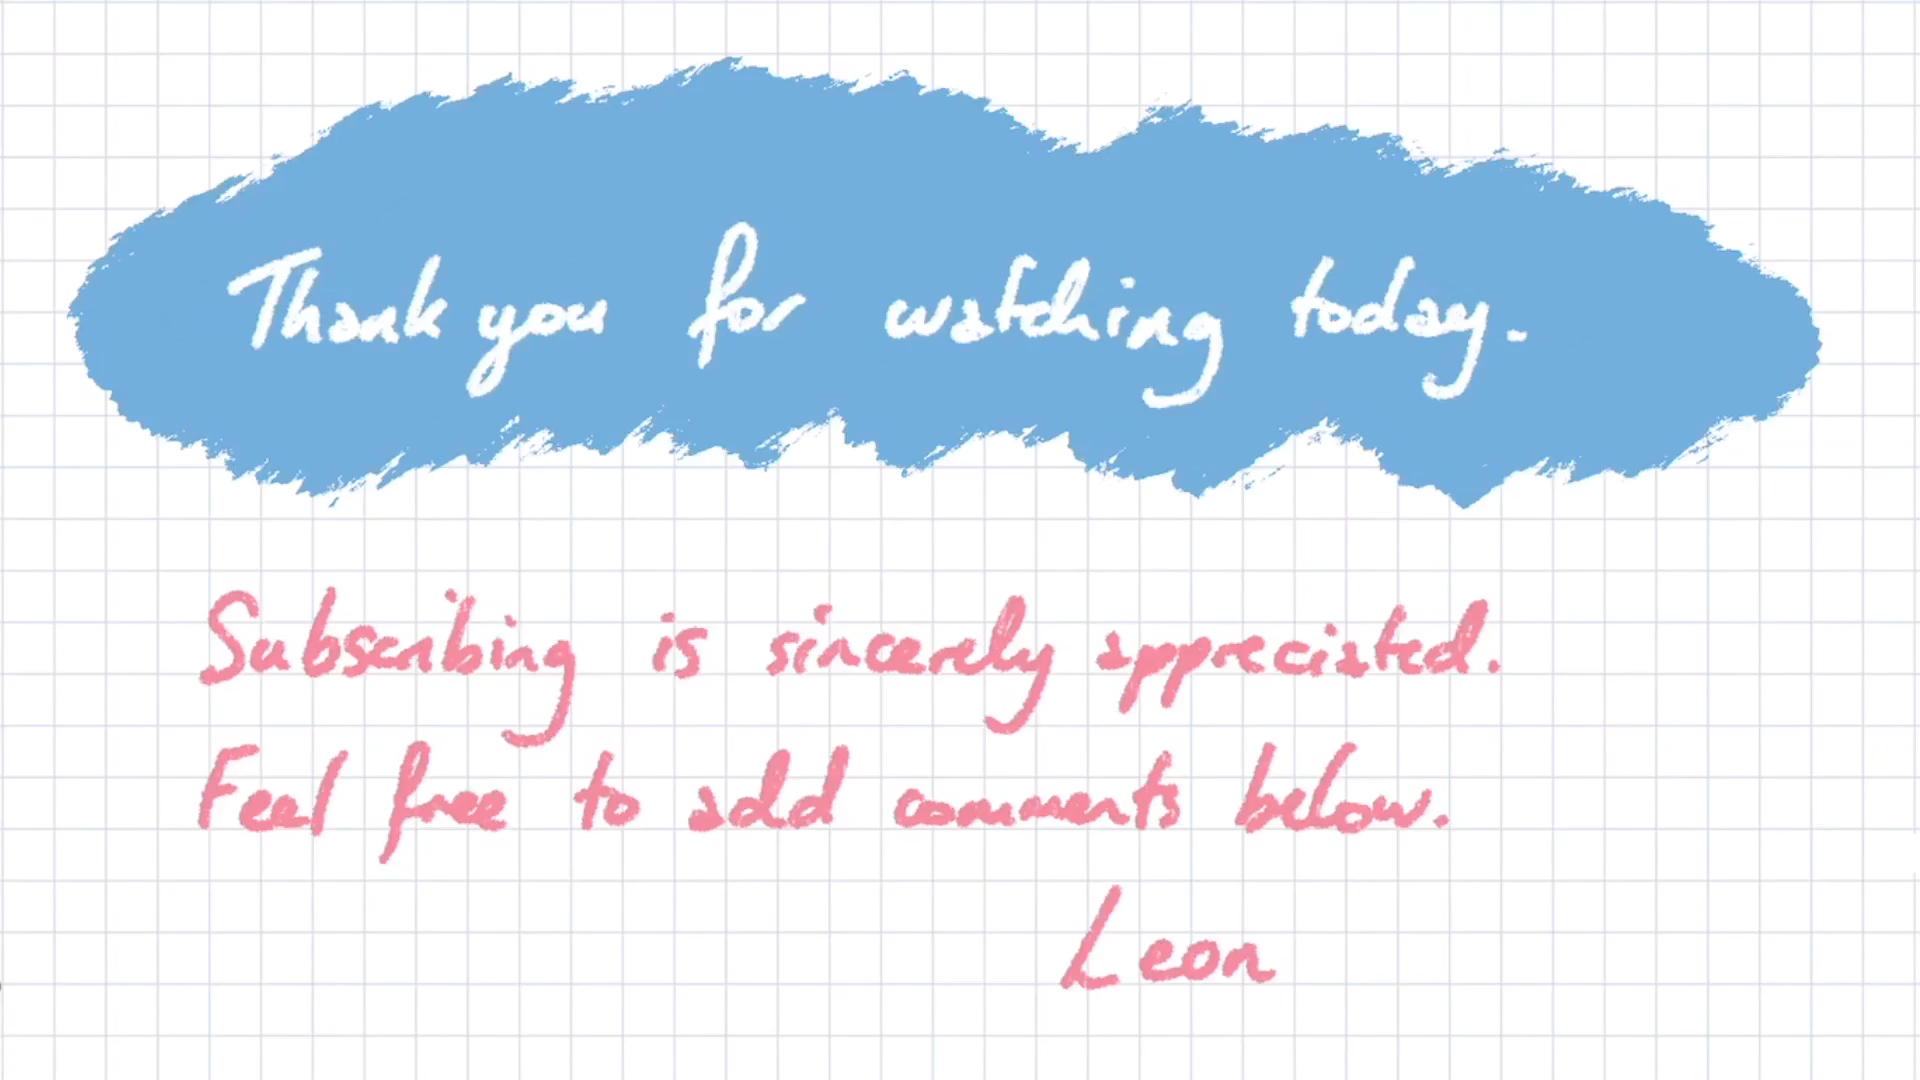 Thank you for watching today.
Subscribing is sincerely appreciated.
Feel free to add comments below.
Leon